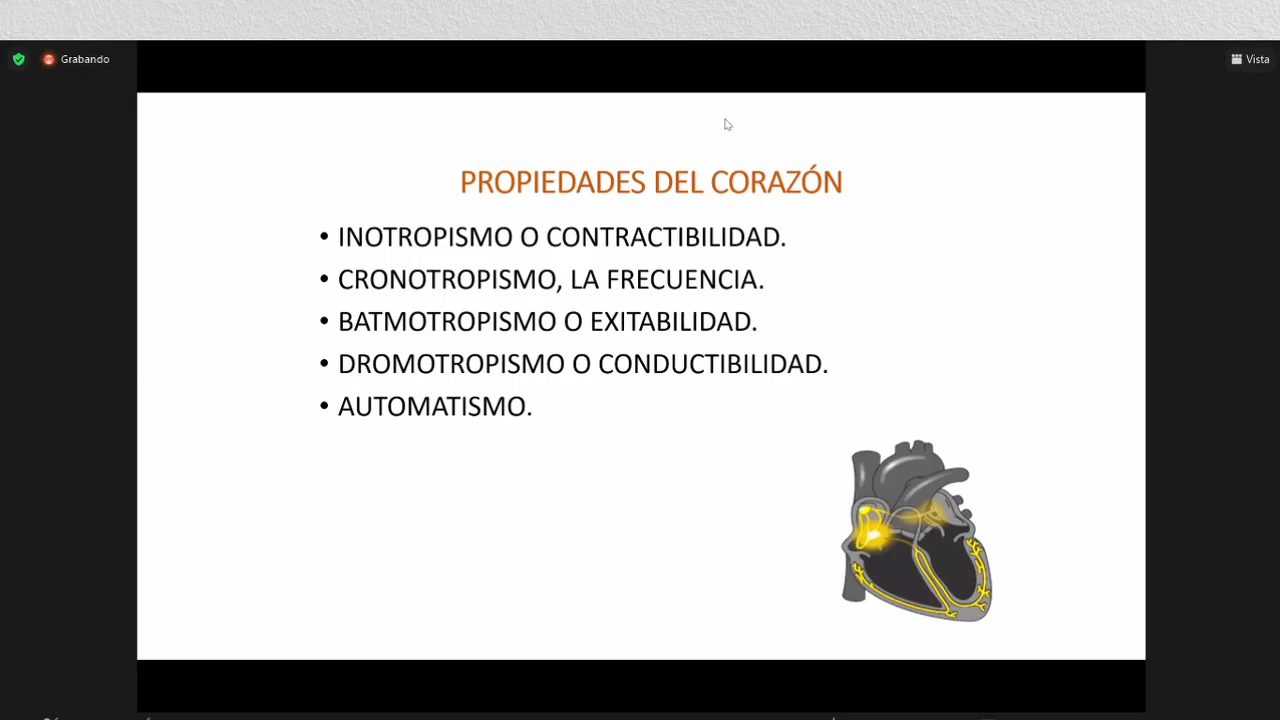 Grabando
Vista
PROPIEDADES DEL CORAZÓN
• INOTROPISMO O CONTRACTIBILIDAD.
• CRONOTROPISMO, LA FRECUENCIA.
• BATMOTROPISMO O EXITABILIDAD.
• DROMOTROPISMO O CONDUCTIBILIDAD.
• AUTOMATISMO.